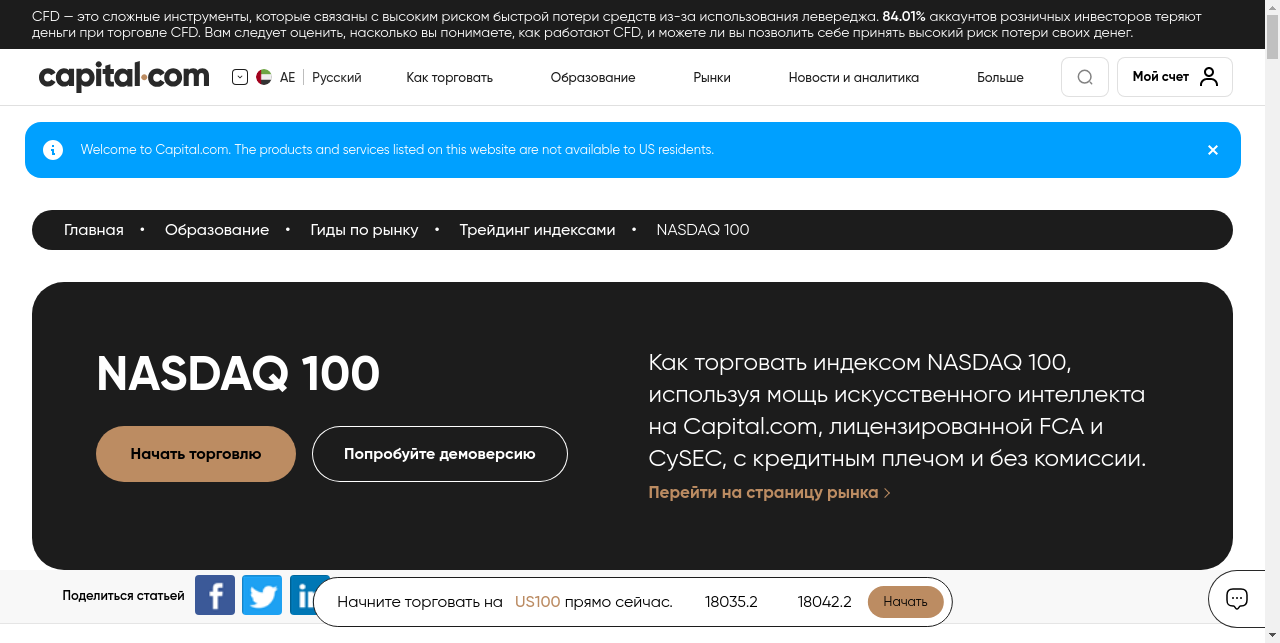 CFD — это сложные инструменты, которые связаны с высоким риском быстрой потери средств из-за использования левереджа. 84.01% аккаунтов розничных инвесторов теряют
деньги при торговле CFD. Вам следует оценить, насколько вы понимаете, как работают CFD, и можете ли вы позволить себе принять высокий риск потери своих денег.
capital.com AE Русский Как торговать Образование Рынки Новости и аналитика Больше Мой счет
Welcome to Capital.com. The products and services listed on this website are not available to US residents.
Главная • Образование • Гиды по рынку • Трейдинг индексами • NASDAQ 100
NASDAQ 100
Начать торговлю Попробуйте демоверсию
Как торговать индексом NASDAQ 100,
используя мощь искусственного интеллекта
на Capital.com, лицензированной FCA и
CySEC, с кредитным плечом и без комиссии.
Перейти на страницу рынка
Поделиться статьей
Начните торговать на US100 прямо сейчас. 18035.2 18042.2 Начать